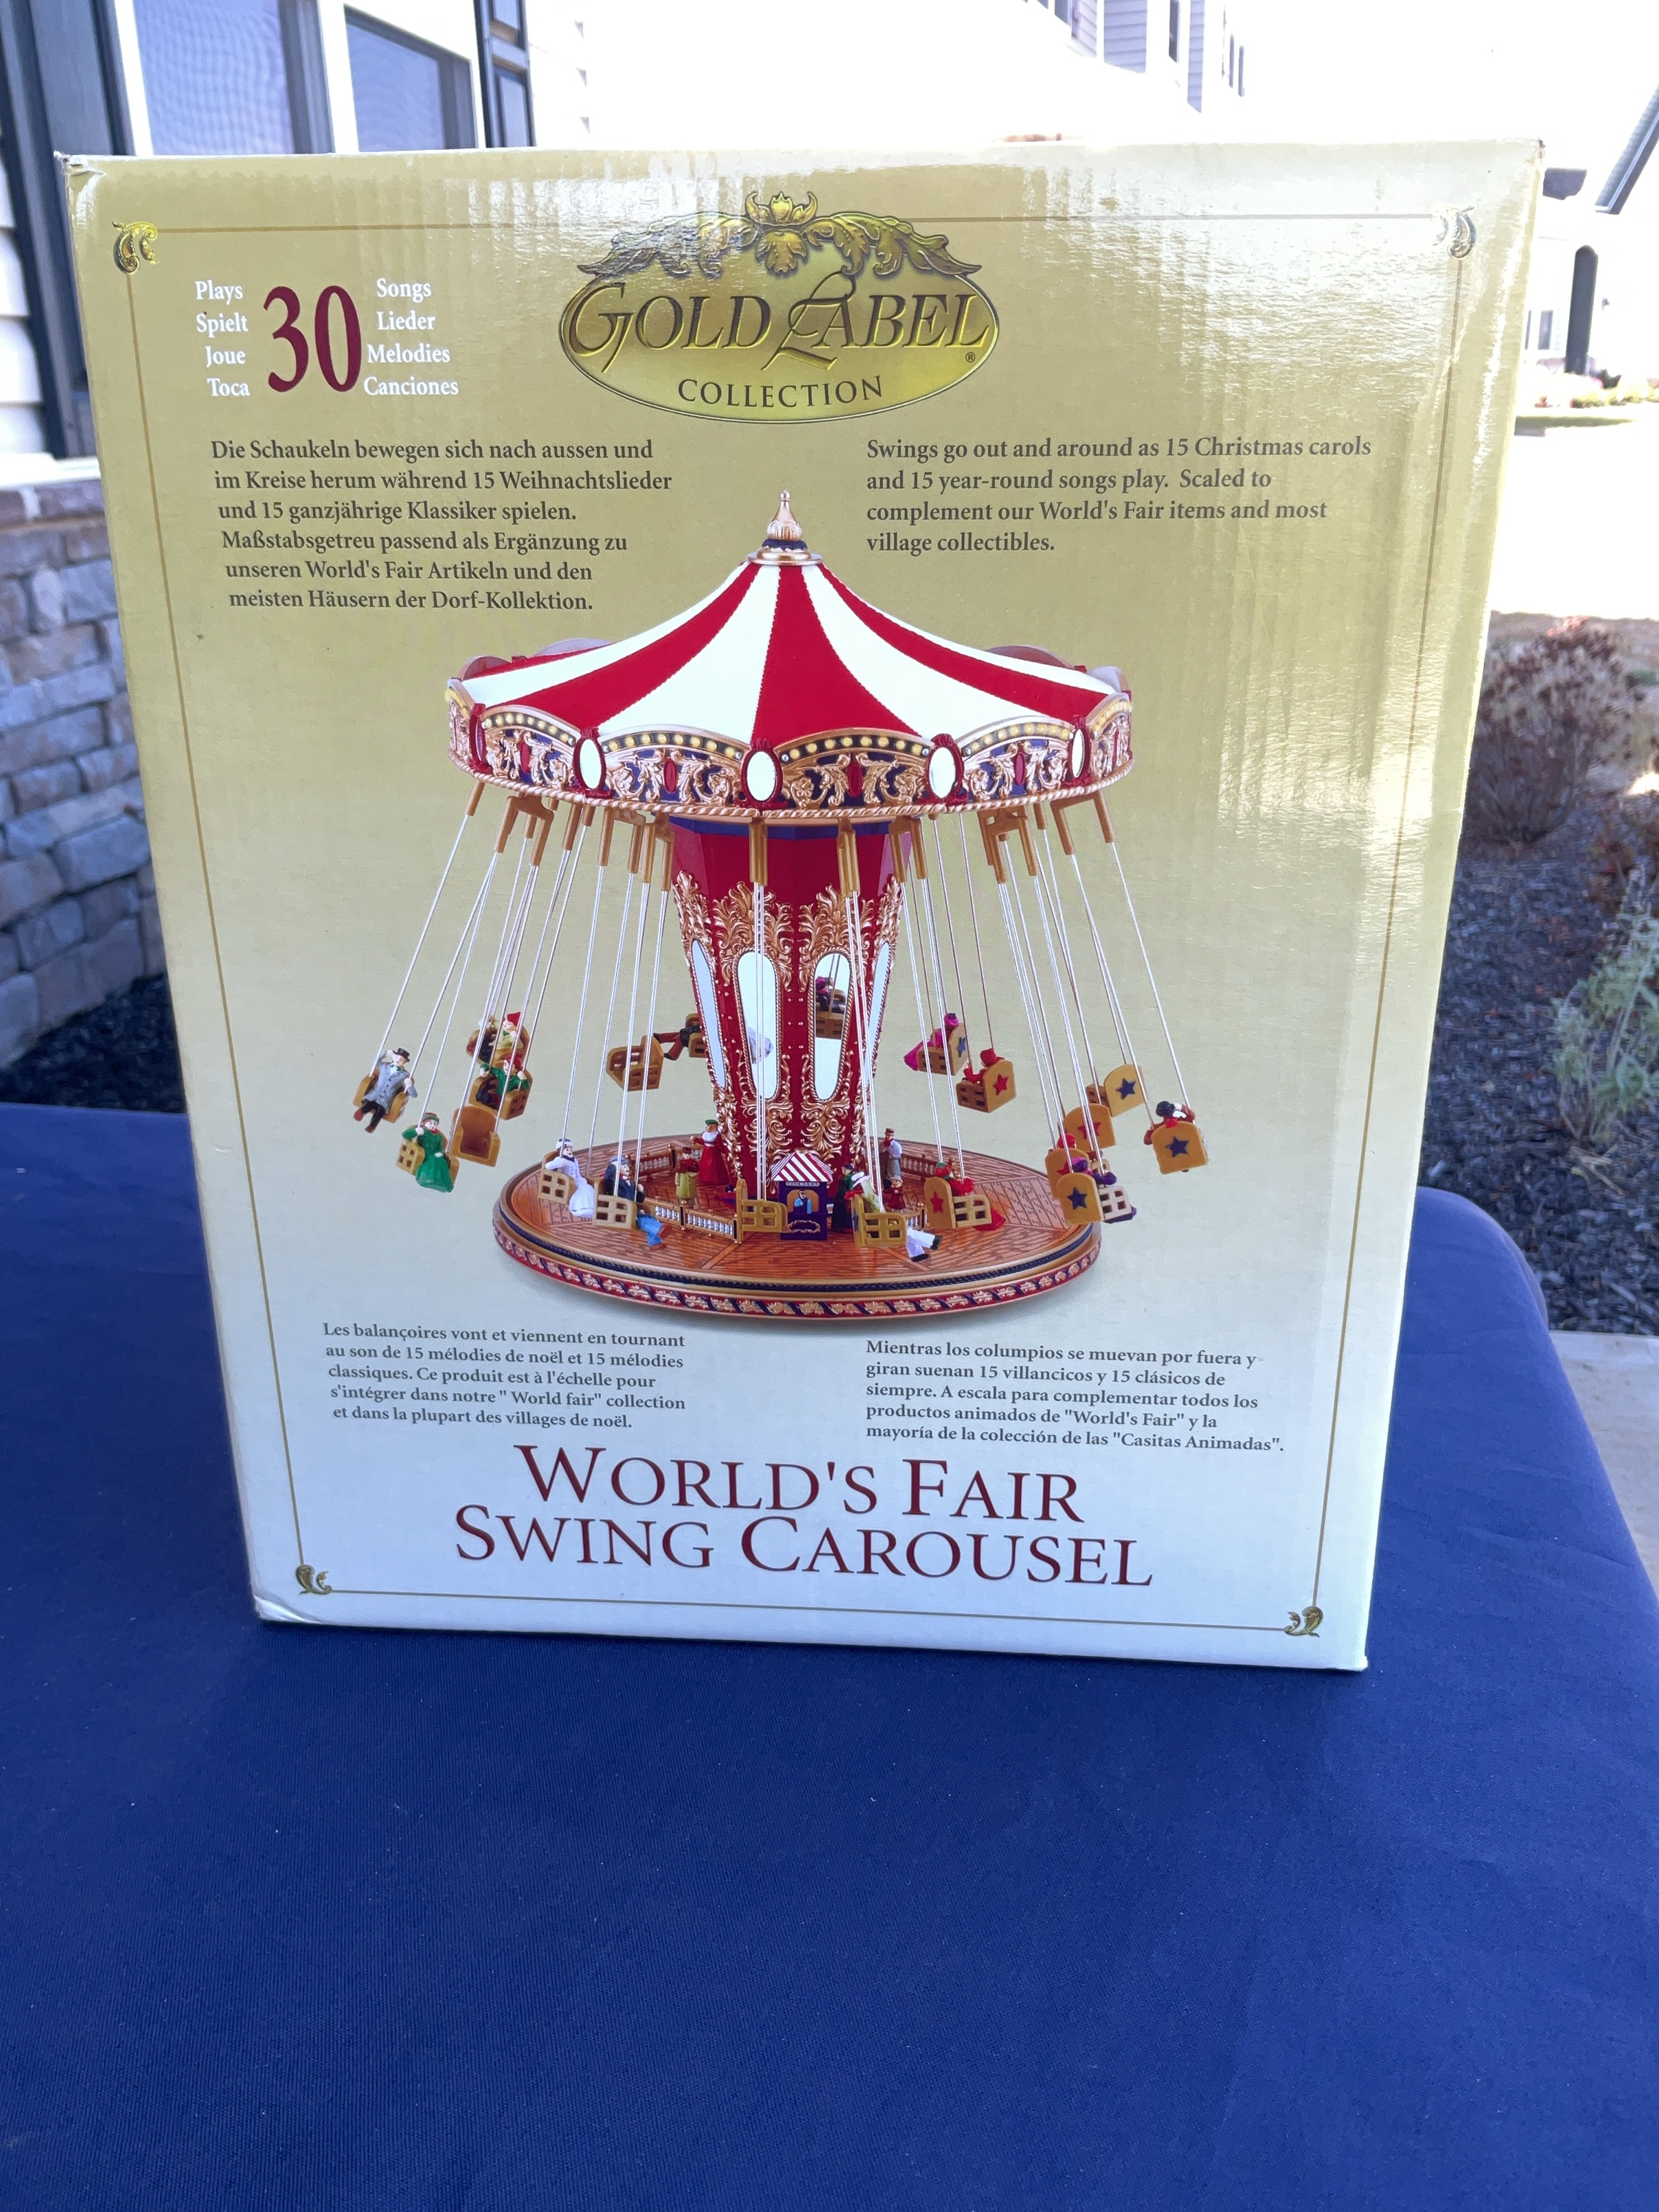 Plays
Spielt
Joue
Toca
30
Songs
Lieder
Melodies
Canciones
GOLD LABEL®
COLLECTION
Die Schaukeln bewegen sich nach aussen und
im Kreise herum während 15 Weihnachtslieder
und 15 ganzjährige Klassiker spielen.
Maßstabsgetreu passend als Ergänzung zu
unseren World's Fair Artikeln und den
meisten Häusern der Dorf-Kollektion.
Swings go out and around as 15 Christmas carols
and 15 year-round songs play. Scaled to
complement our World's Fair items and most
village collectibles.
Les balançoires vont et viennent en tournant
au son de 15 mélodies de noël et 15 mélodies
classiques. Ce produit est à l'échelle pour
s'intégrer dans notre " World fair" collection
et dans la plupart des villages de noël.
Mientras los columpios se muevan por fuera y
giran suenan 15 villancicos y 15 clásicos de
siempre. A escala para complementar todos los
productos animados de "World's Fair" y la
mayoría de la colección de las "Casitas Animadas".
WORLD'S FAIR
SWING CAROUSEL